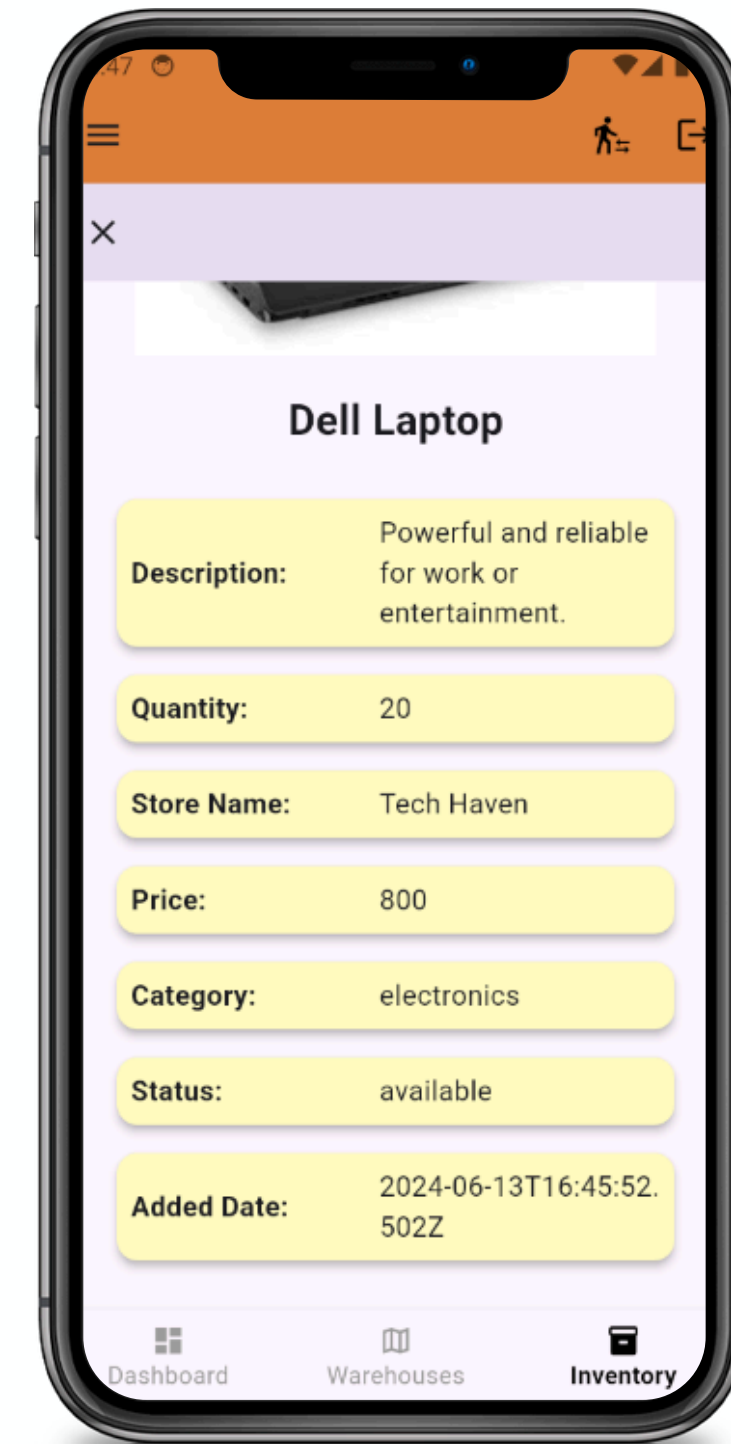 :47
Dell Laptop
Description:
Powerful and reliable
for work or
entertainment.
Quantity: 20
Store Name: Tech Haven
Price: 800
Category: electronics
Status: available
Added Date:
2024-06-13T16:45:52.
502Z
Dashboard Warehouses Inventory